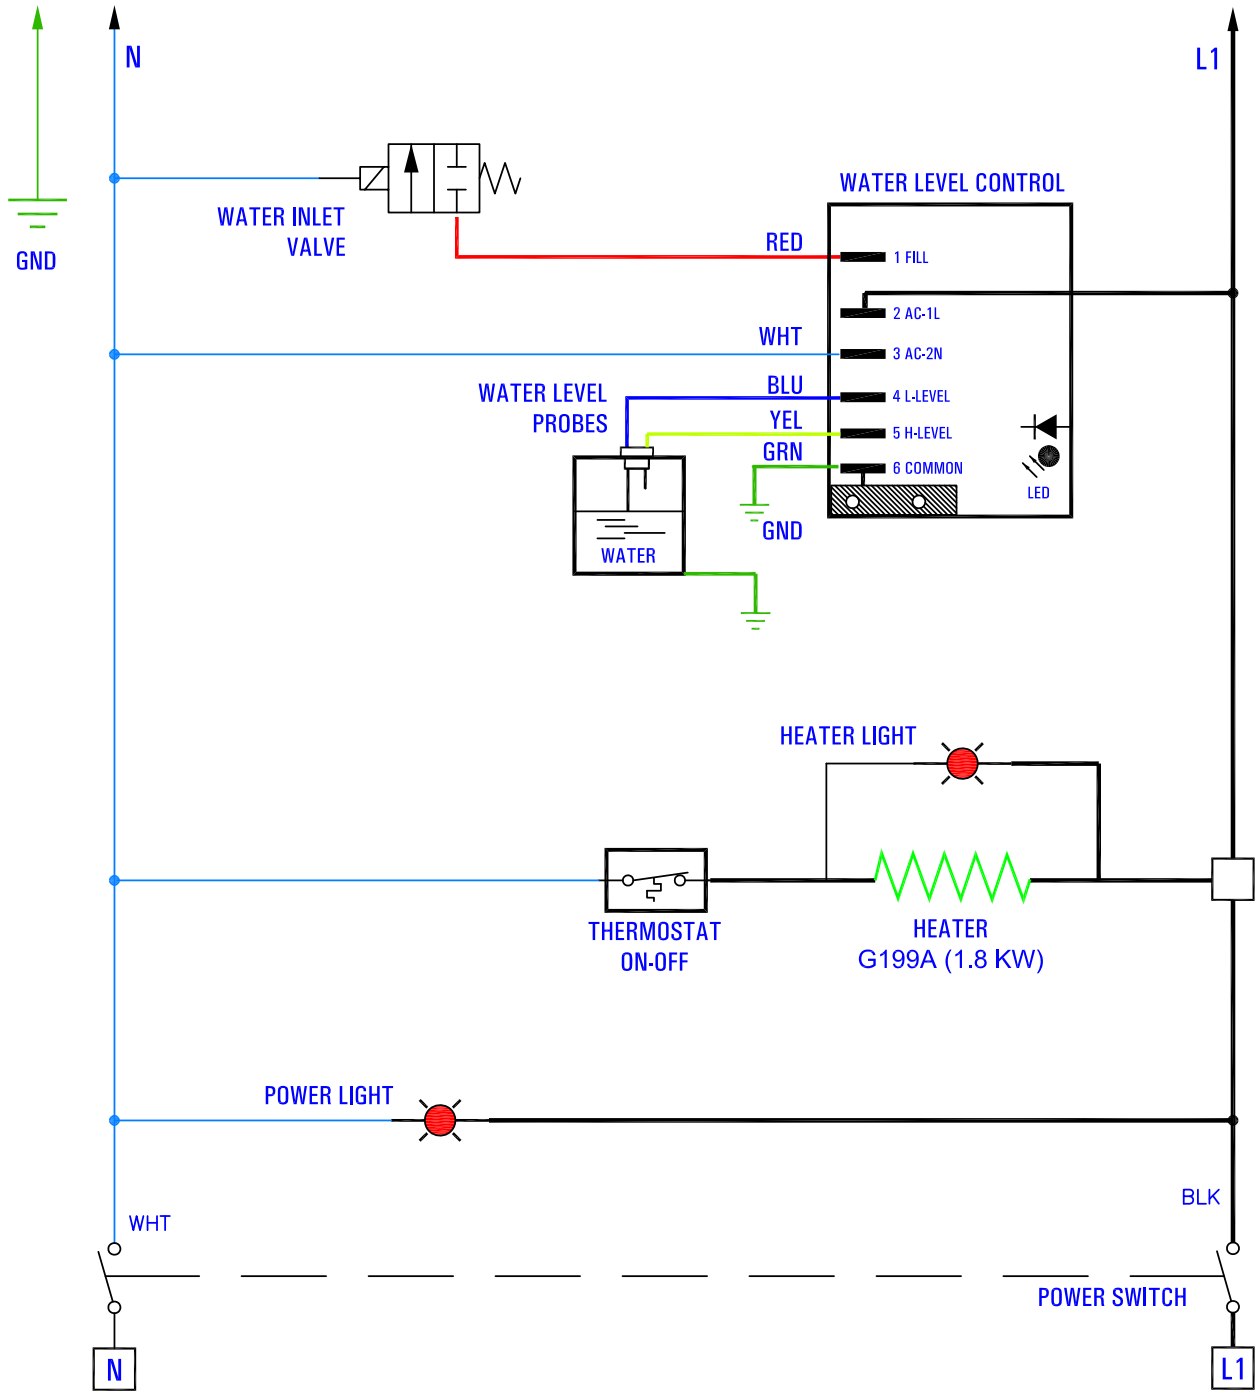 N
L1
GND
WATER INLET
VALVE
WATER LEVEL CONTROL
RED
1 FILL
2 AC-1L
WHT
3 AC-2N
WATER LEVEL
PROBES
BLU
4 L-LEVEL
YEL
5 H-LEVEL
GRN
6 COMMON
LED
GND
WATER
HEATER LIGHT
THERMOSTAT
ON-OFF
HEATER
G199A (1.8 KW)
POWER LIGHT
WHT
BLK
POWER SWITCH
N
L1